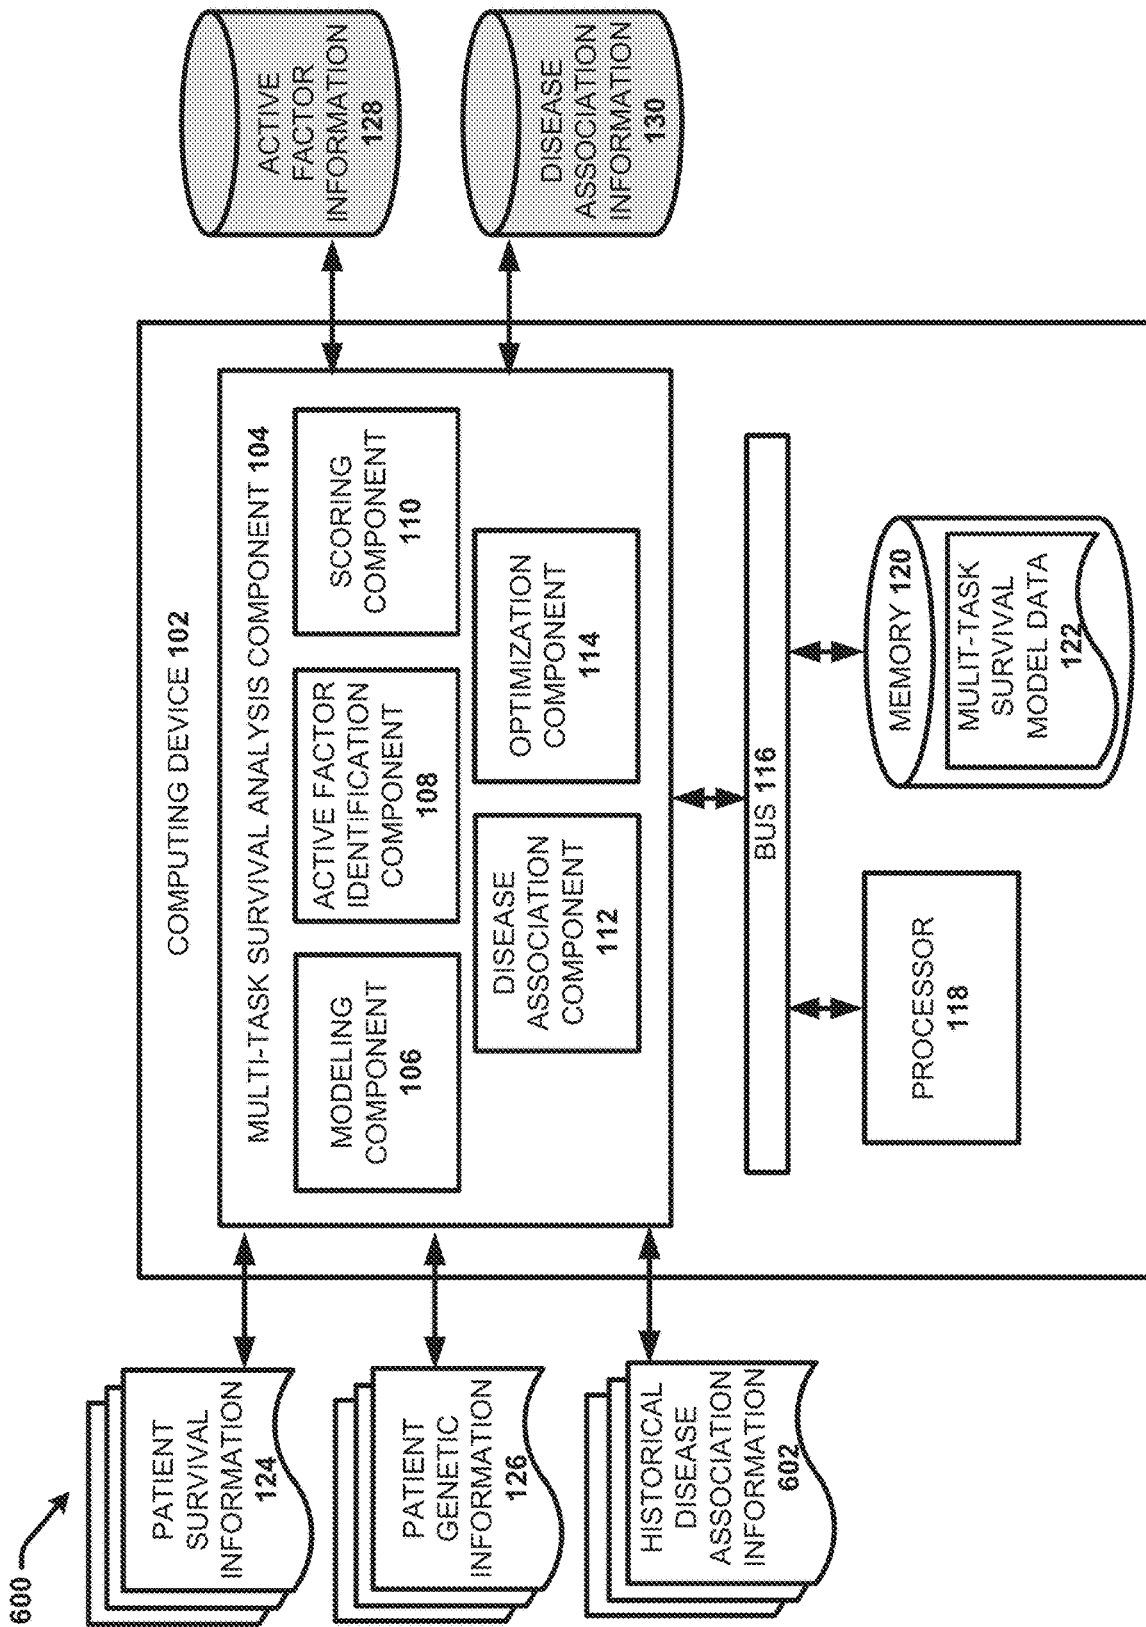 600
PATIENT
SURVIVAL
INFORMATION
124
PATIENT
GENETIC
INFORMATION
126
HISTORICAL
DISEASE
ASSOCIATION
INFORMATION
602
COMPUTING DEVICE 102
MULTI-TASK SURVIVAL ANALYSIS COMPONENT 104
MODELING
COMPONENT
106
ACTIVE FACTOR
IDENTIFICATION
COMPONENT
108
SCORING
COMPONENT
110
DISEASE
ASSOCIATION
COMPONENT
112
OPTIMIZATION
COMPONENT
114
BUS 116
PROCESSOR
118
MEMORY 120
MULIT-TASK
SURVIVAL
MODEL DATA
122
ACTIVE
FACTOR
INFORMATION
128
DISEASE
ASSOCIATION
INFORMATION
130